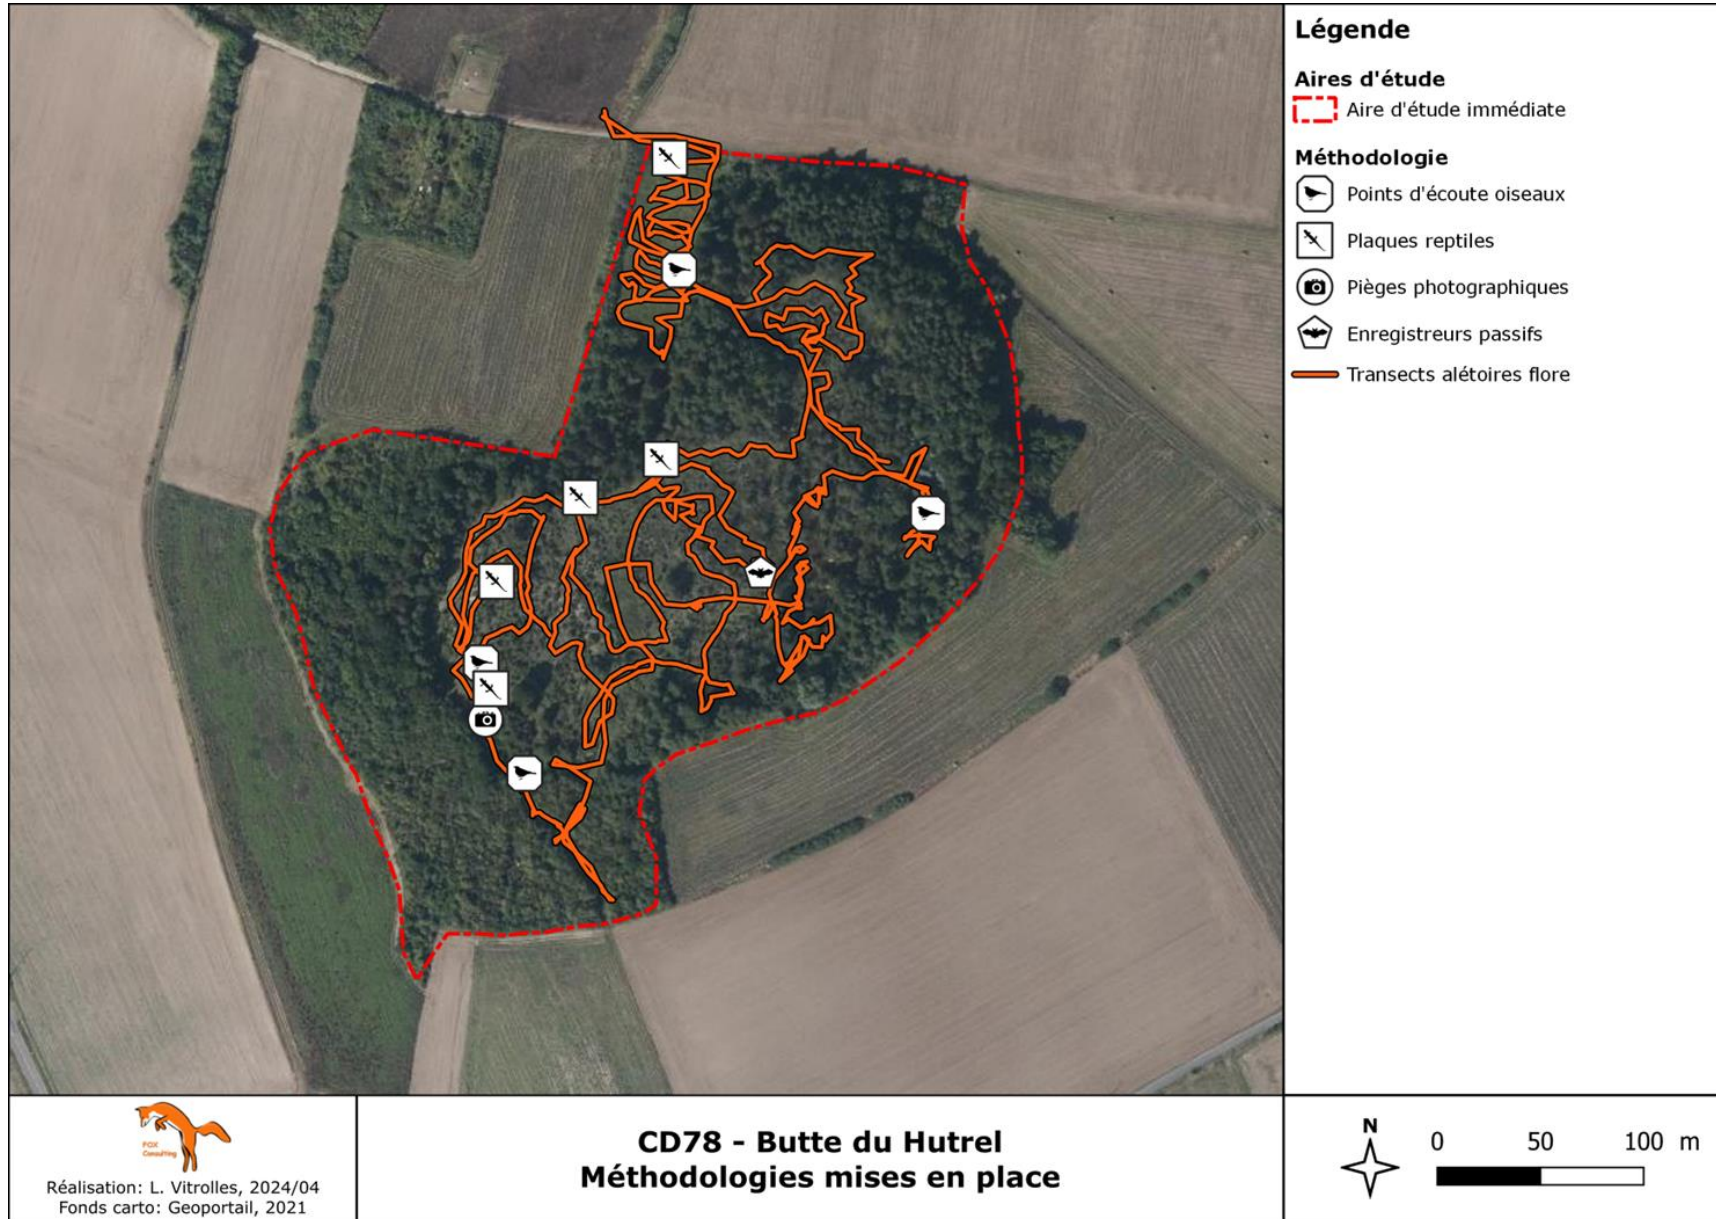 Légende
Aires d'étude
Aire d'étude immédiate
Méthodologie
Points d'écoute oiseaux
Plaques reptiles
Pièges photographiques
Enregistreurs passifs
Transects alétoires flore
FOX
Consulting
Réalisation: L. Vitrolles, 2024/04
Fonds carto: Geoportail, 2021
CD78 - Butte du Hutrel
Méthodologies mises en place
N
0 50 100 m